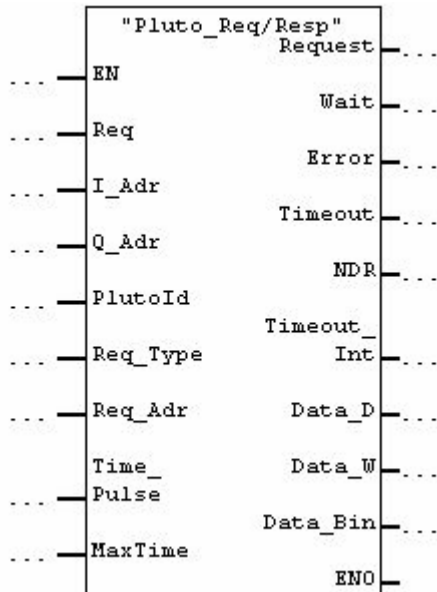 "Pluto_Req/Resp"
Request
EN
Wait
Req
Error
I_Adr
Timeout
Q_Adr
NDR
PlutoId
Timeout_
Req_Type Int
Req_Adr Data_D
Time_ Data_W
Pulse
Data_Bin
MaxTime
ENO